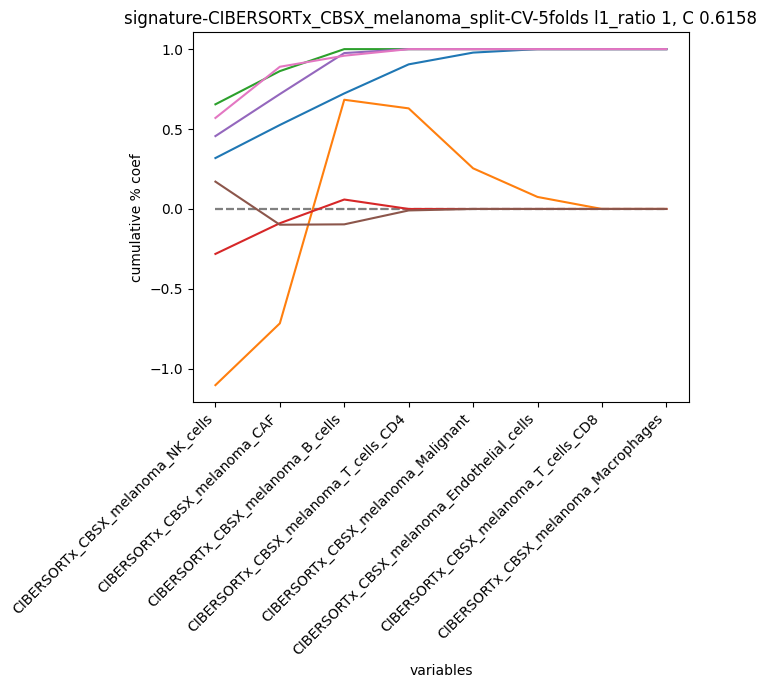 signature-CIBERSORTx_CBSX_melanoma_split-CV-5folds l1_ratio 1, C 0.6158
cumulative % coef
1.0
0.5
0.0
−0.5
−1.0
CIBERSORTx_CBSX_melanoma_NK_cells
CIBERSORTx_CBSX_melanoma_CAF
CIBERSORTx_CBSX_melanoma_B_cells
CIBERSORTx_CBSX_melanoma_T_cells_CD4
CIBERSORTx_CBSX_melanoma_Malignant
CIBERSORTx_CBSX_melanoma_Endothelial_cells
CIBERSORTx_CBSX_melanoma_T_cells_CD8
CIBERSORTx_CBSX_melanoma_Macrophages
variables